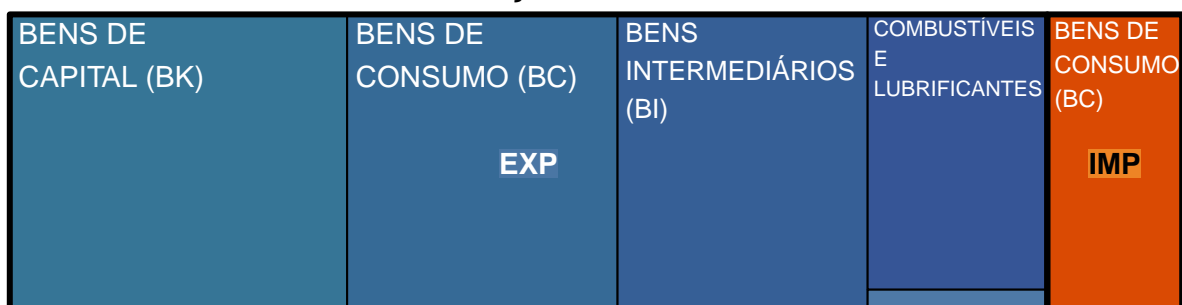 BENS DE
CAPITAL (BK)
BENS DE
CONSUMO (BC)
EXP
BENS
INTERMEDIÁRIOS
(BI)
COMBUSTÍVEIS
E
LUBRIFICANTES
BENS DE
CONSUMO
(BC)
IMP